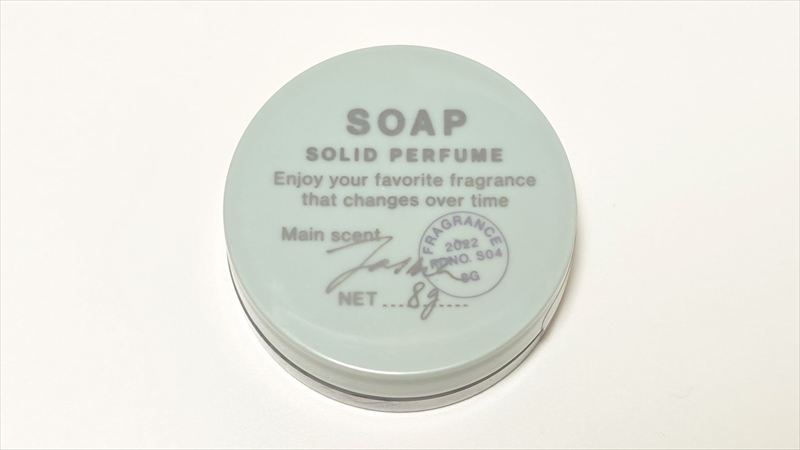 SOAP
SOLID PERFUME
Enjoy your favorite fragrance
that changes over time
Main scent
NET ....8g....
FRAGRANCE
2022
NO. S04
8G